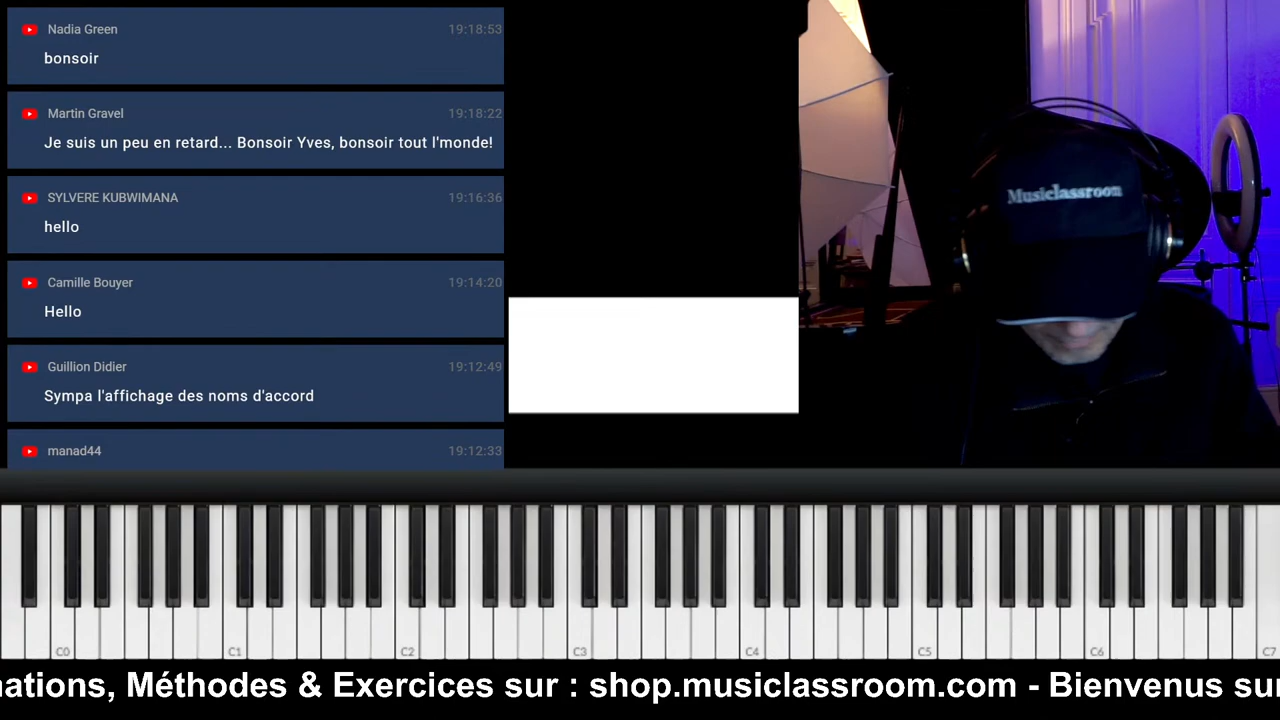 Nadia Green 19:18:53
bonsoir
Martin Gravel 19:18:22
Je suis un peu en retard... Bonsoir Yves, bonsoir tout l'monde!
SYLVERE KUBWIMANA 19:16:36
hello
Camille Bouyer 19:14:20
Hello
Guillion Didier 19:12:49
Sympa l'affichage des noms d'accord
manad44 19:12:33
Musiclassroom
C0 C1 C2 C3 C4 C5 C6 C7
ations, Méthodes & Exercices sur : shop.musiclassroom.com - Bienvenus sur